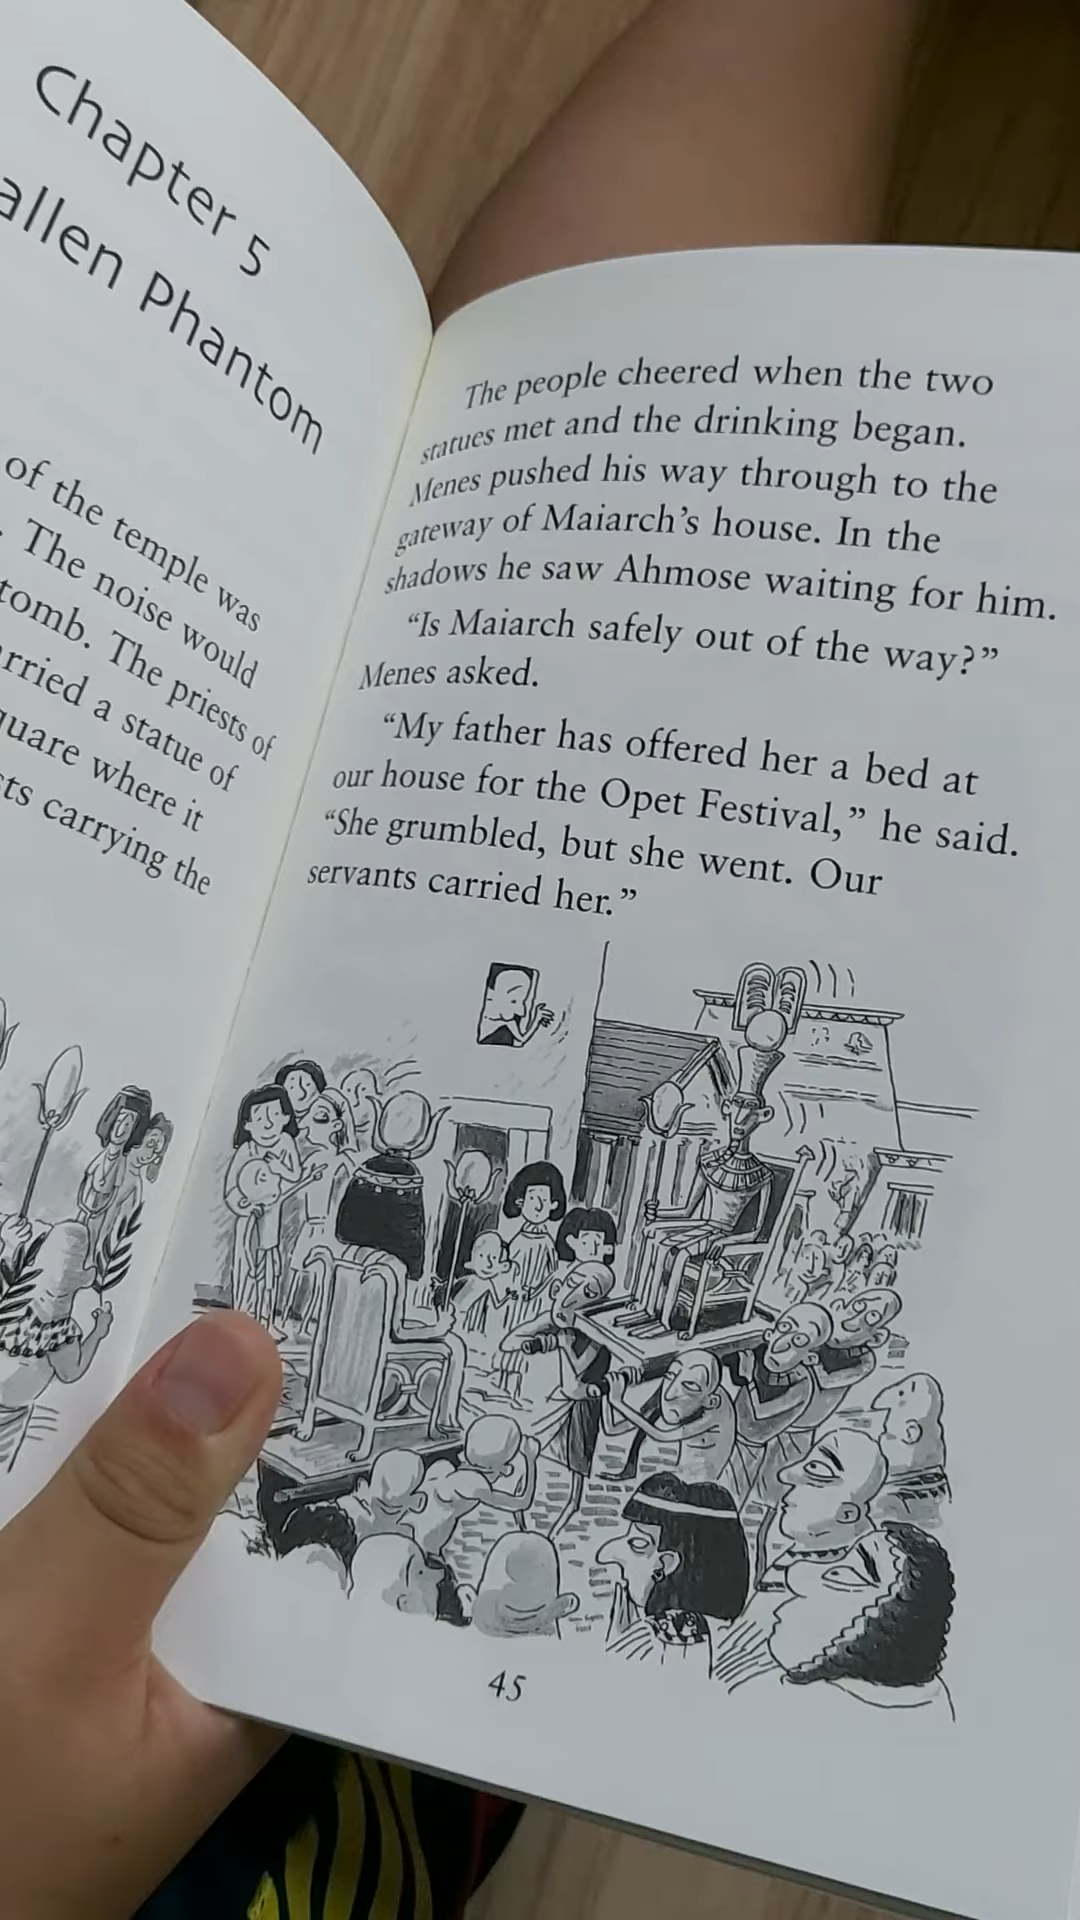 Chapter 5
allen Phantom
of the temple was
. The noise would
tomb. The priests of
rried a statue of
uare where it
ts carrying the
The people cheered when the two
statues met and the drinking began.
Menes pushed his way through to the
gateway of Maiarch’s house. In the
shadows he saw Ahmose waiting for him.
“Is Maiarch safely out of the way?”
Menes asked.
“My father has offered her a bed at
our house for the Opet Festival,” he said.
“She grumbled, but she went. Our
servants carried her.”
45